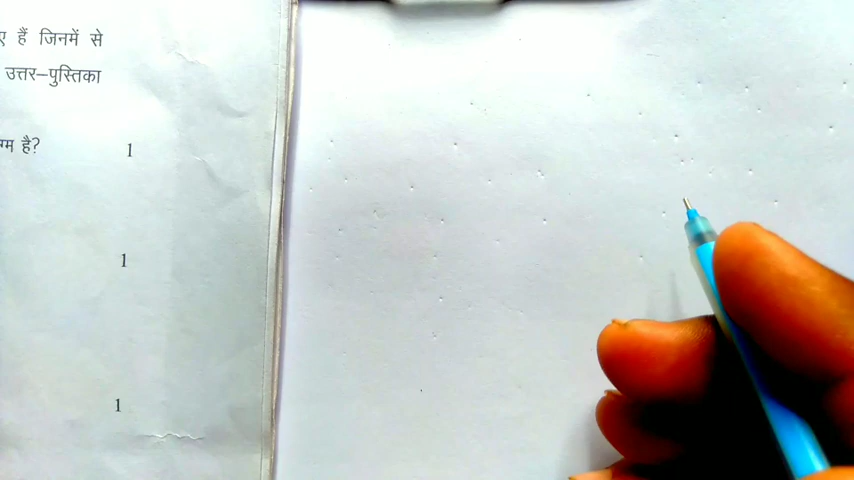 हैं जिनमें से
उत्तर–पुस्तिका
है? 1
1
1